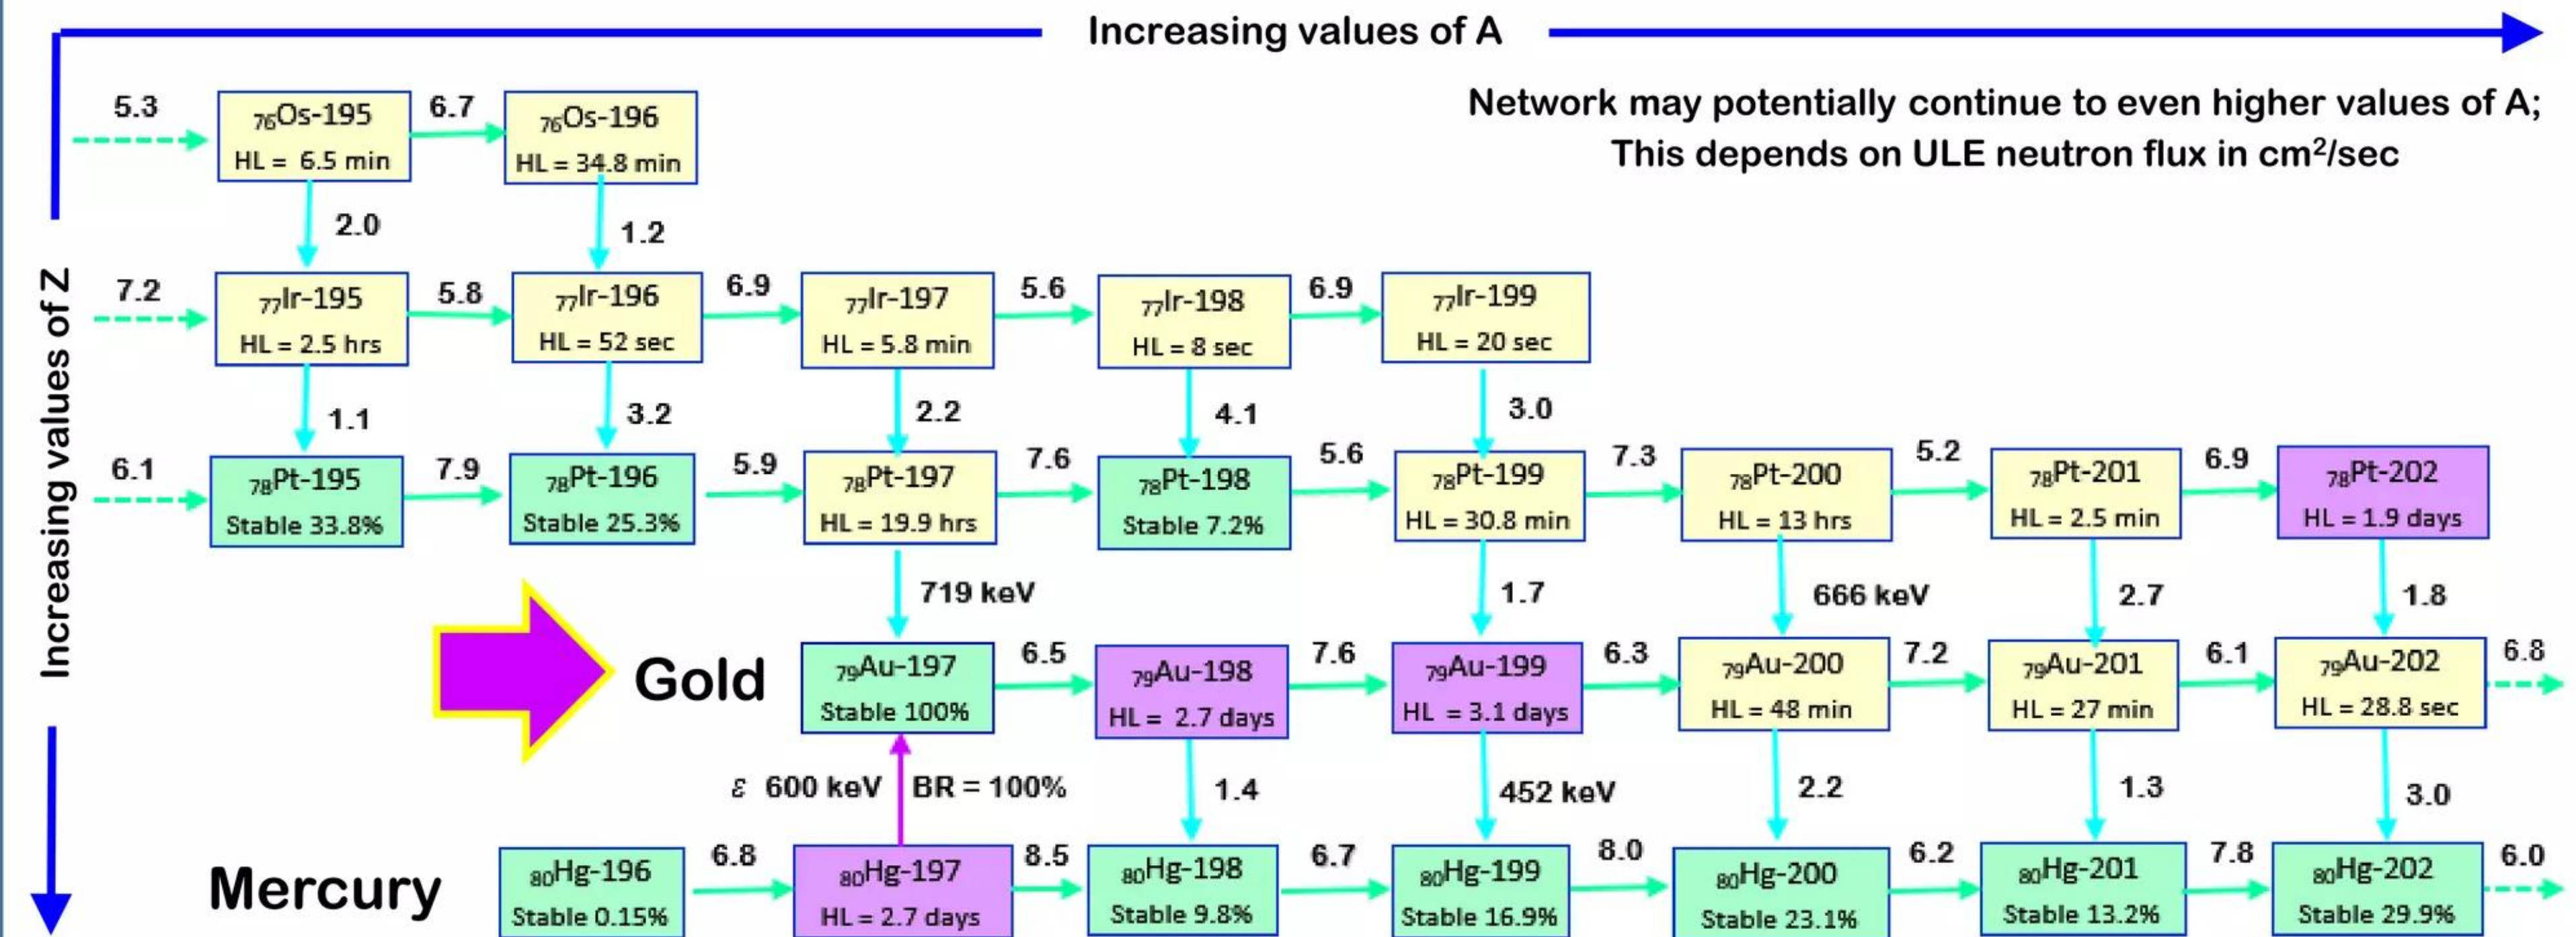 Increasing values of A
Network may potentially continue to even higher values of A;
This depends on ULE neutron flux in cm²/sec
Increasing values of Z
5.3
₇₆Os-195
HL = 6.5 min
6.7
₇₆Os-196
HL = 34.8 min
2.0
1.2
7.2
₇₇Ir-195
HL = 2.5 hrs
5.8
₇₇Ir-196
HL = 52 sec
6.9
₇₇Ir-197
HL = 5.8 min
5.6
₇₇Ir-198
HL = 8 sec
6.9
₇₇Ir-199
HL = 20 sec
1.1
3.2
2.2
4.1
3.0
6.1
₇₈Pt-195
Stable 33.8%
7.9
₇₈Pt-196
Stable 25.3%
5.9
₇₈Pt-197
HL = 19.9 hrs
7.6
₇₈Pt-198
Stable 7.2%
5.6
₇₈Pt-199
HL = 30.8 min
7.3
₇₈Pt-200
HL = 13 hrs
5.2
₇₈Pt-201
HL = 2.5 min
6.9
₇₈Pt-202
HL = 1.9 days
719 keV
1.7
666 keV
2.7
1.8
Gold
₇₉Au-197
Stable 100%
6.5
₇₉Au-198
HL = 2.7 days
7.6
₇₉Au-199
HL = 3.1 days
6.3
₇₉Au-200
HL = 48 min
7.2
₇₉Au-201
HL = 27 min
6.1
₇₉Au-202
HL = 28.8 sec
6.8
ε 600 keV
BR = 100%
1.4
452 keV
2.2
1.3
3.0
Mercury
₈₀Hg-196
Stable 0.15%
6.8
₈₀Hg-197
HL = 2.7 days
8.5
₈₀Hg-198
Stable 9.8%
6.7
₈₀Hg-199
Stable 16.9%
8.0
₈₀Hg-200
Stable 23.1%
6.2
₈₀Hg-201
Stable 13.2%
7.8
₈₀Hg-202
Stable 29.9%
6.0